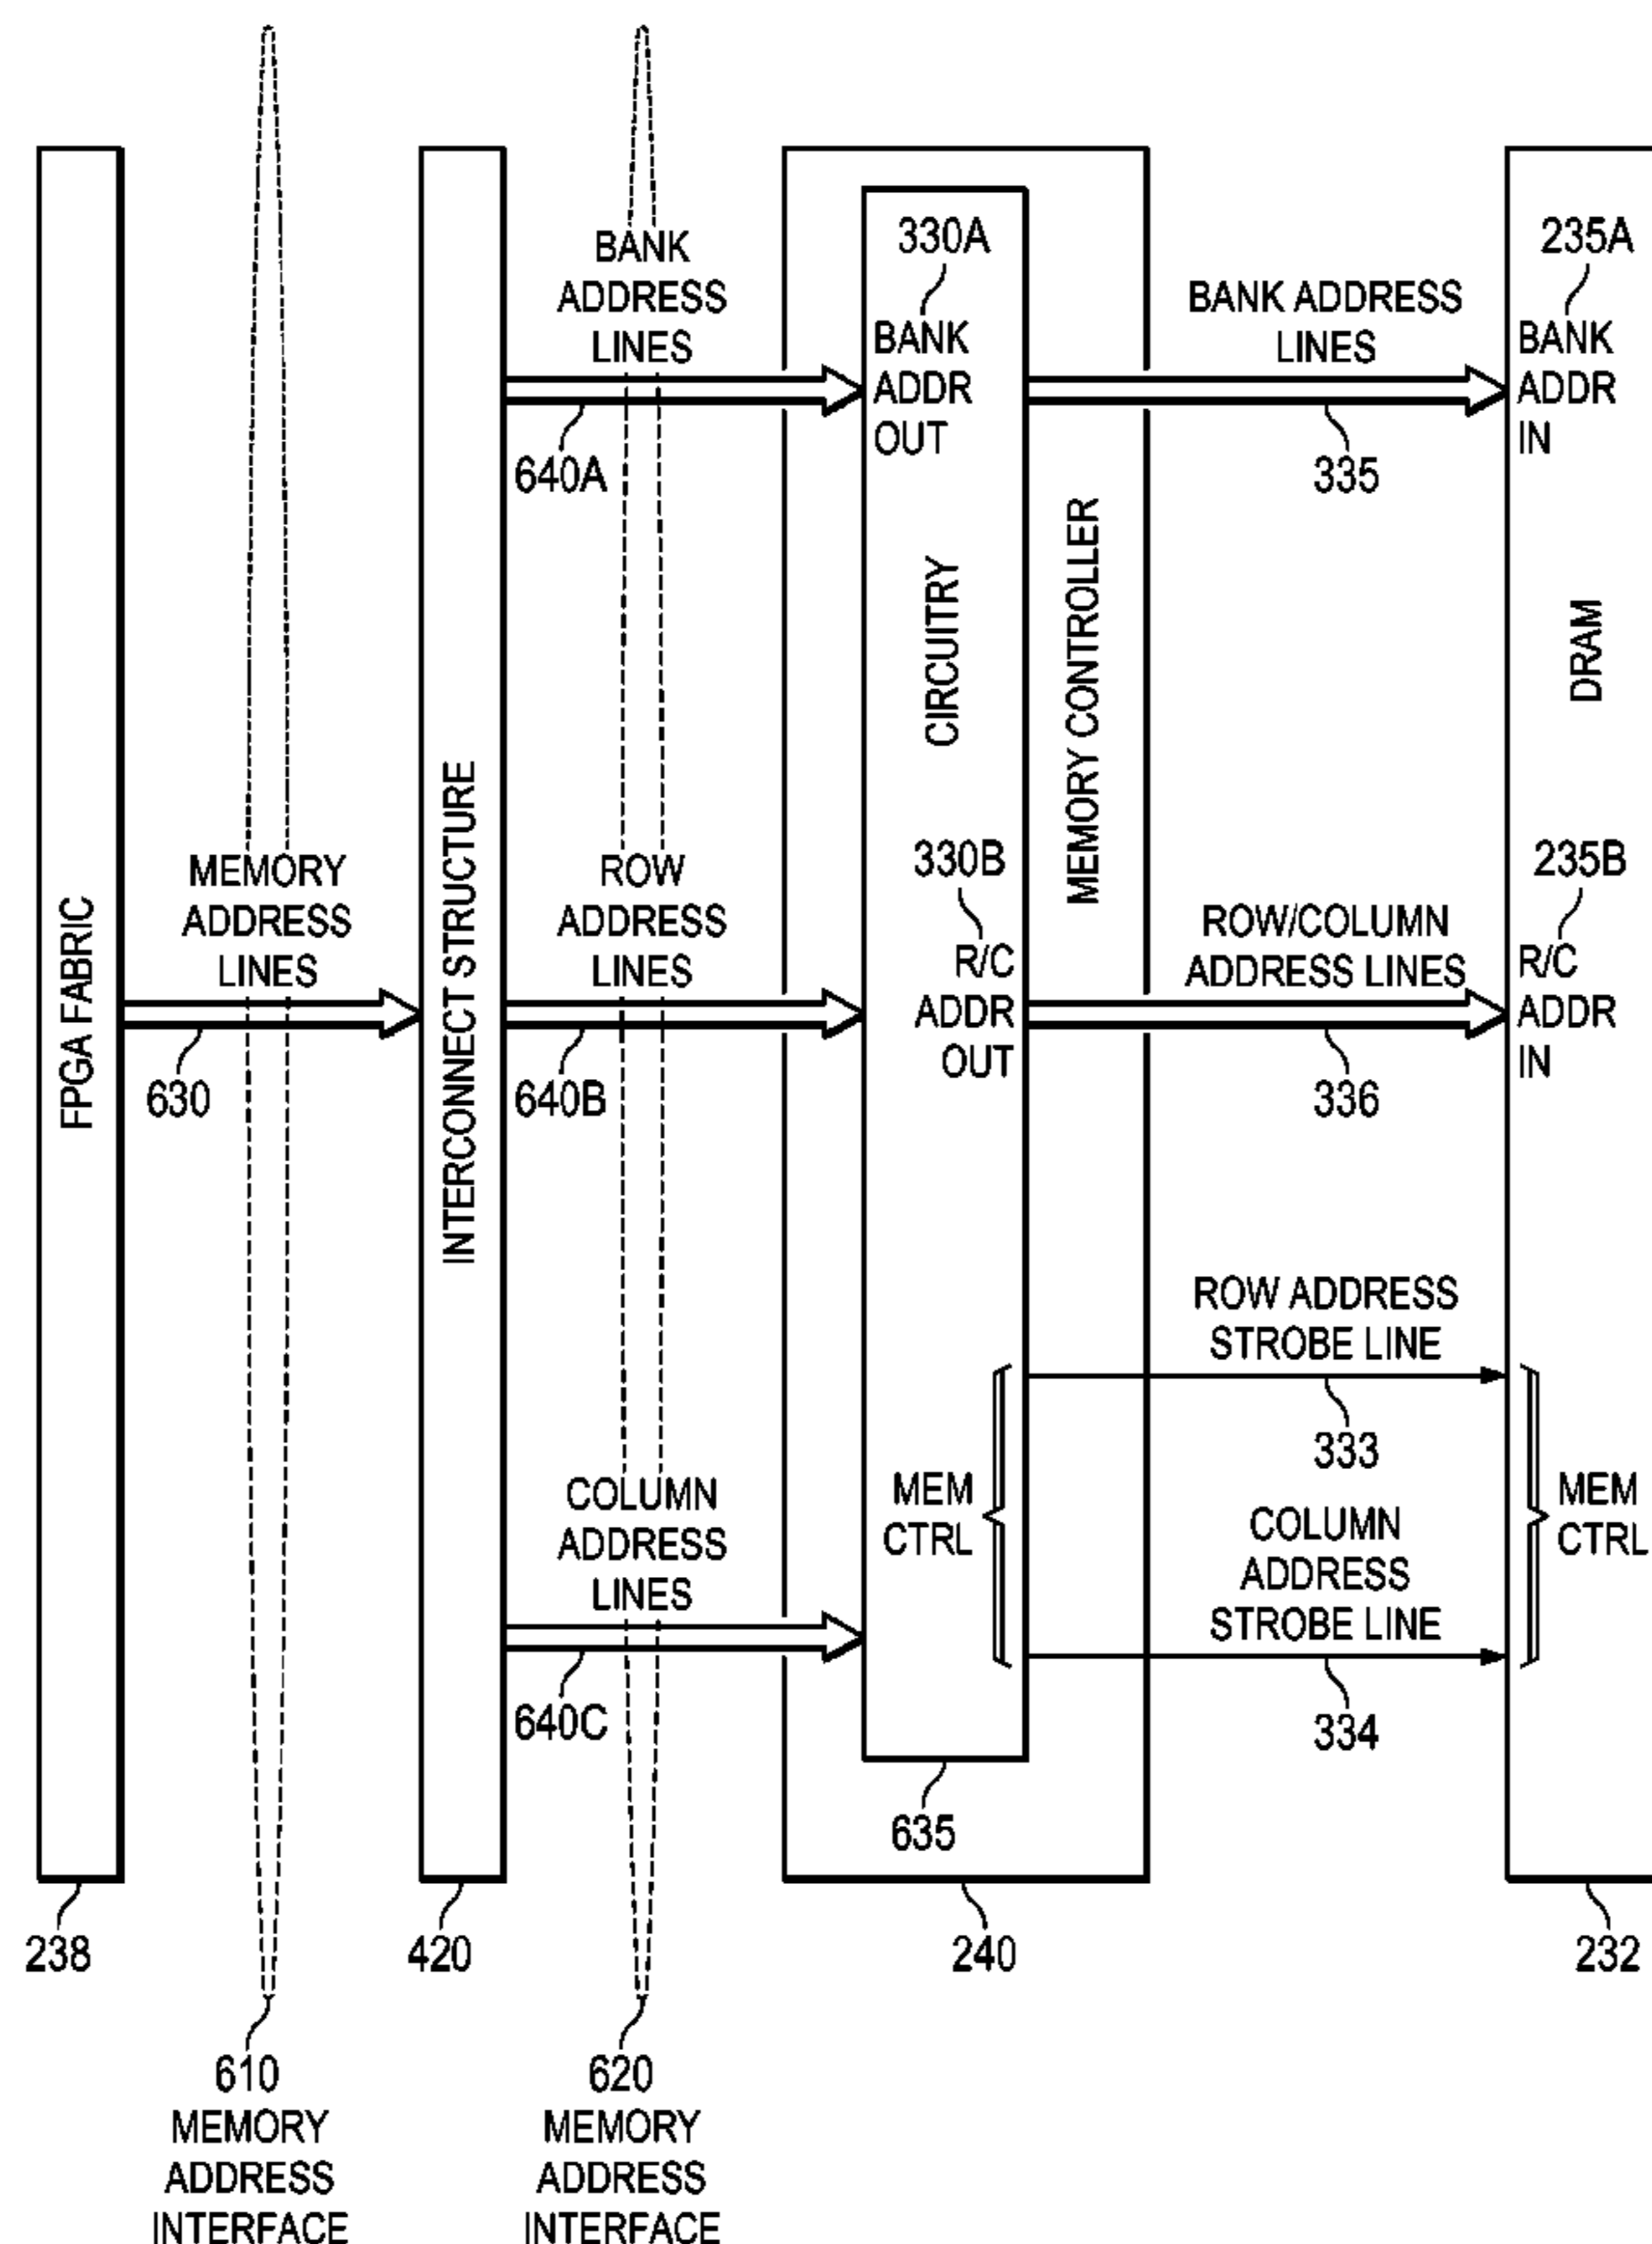 330A
235A
BANK
ADDRESS
LINES
640A
BANK
ADDR
OUT
BANK ADDRESS
LINES
335
BANK
ADDR
IN
CIRCUITRY
MEMORY CONTROLLER
DRAM
FPGA FABRIC
MEMORY
ADDRESS
LINES
630
INTERCONNECT STRUCTURE
ROW
ADDRESS
LINES
640B
330B
R/C
ADDR
OUT
ROW/COLUMN
ADDRESS LINES
336
235B
R/C
ADDR
IN
ROW ADDRESS
STROBE LINE
333
COLUMN
ADDRESS
LINES
640C
MEM
CTRL
COLUMN
ADDRESS
STROBE LINE
334
MEM
CTRL
635
238
420
240
232
610
MEMORY
ADDRESS
INTERFACE
620
MEMORY
ADDRESS
INTERFACE